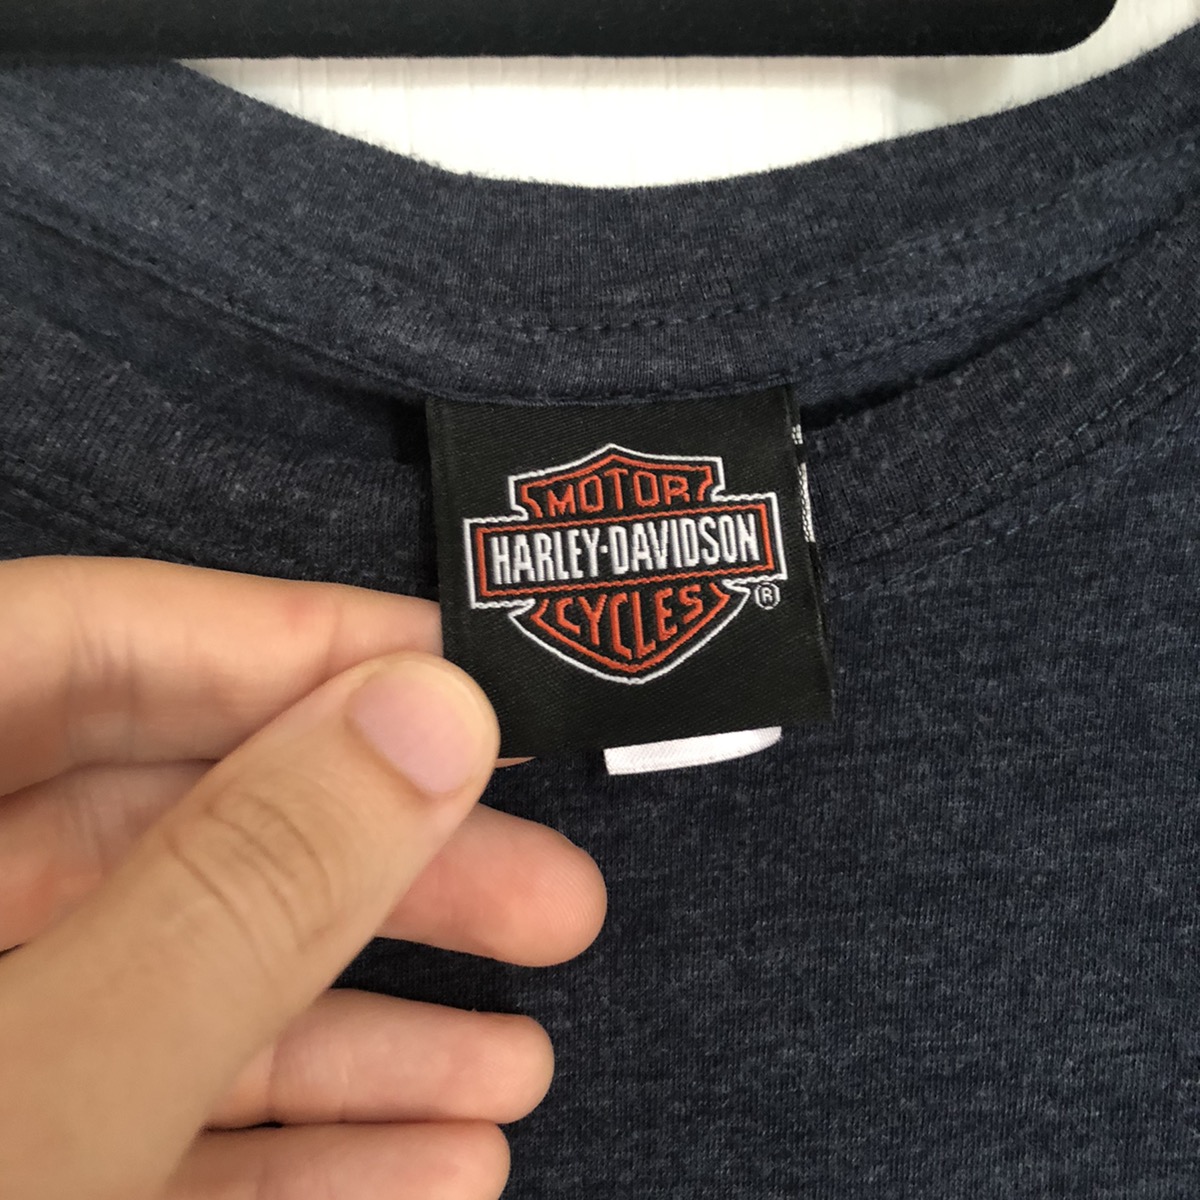 MOTOR
HARLEY-DAVIDSON
CYCLES
®